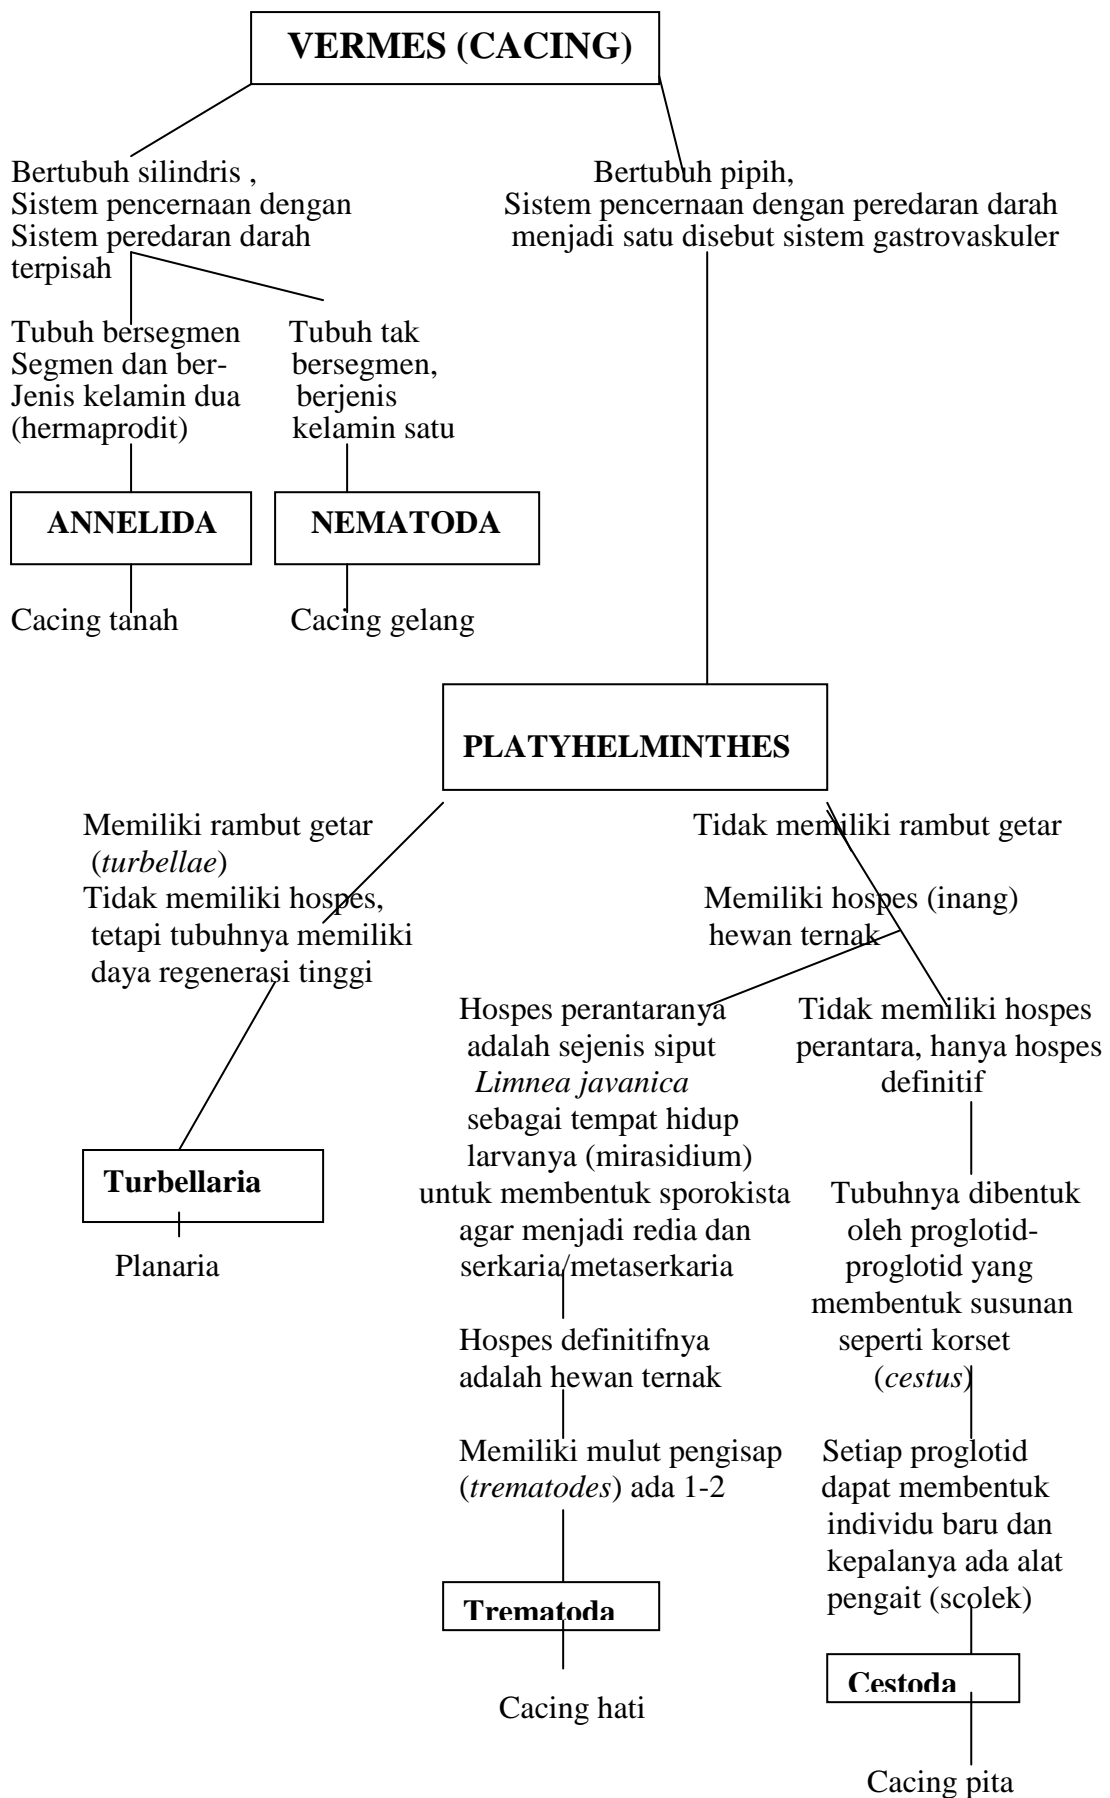 VERMES (CACING)
Bertubuh silindris ,
Sistem pencernaan dengan
Sistem peredaran darah
terpisah
Bertubuh pipih,
Sistem pencernaan dengan peredaran darah
menjadi satu disebut sistem gastrovaskuler
Tubuh bersegmen
Segmen dan ber-
Jenis kelamin dua
(hermaprodit)
Tubuh tak
bersegmen,
berjenis
kelamin satu
ANNELIDA
NEMATODA
Cacing tanah
Cacing gelang
PLATYHELMINTHES
Memiliki rambut getar
(turbellae)
Tidak memiliki hospes,
tetapi tubuhnya memiliki
daya regenerasi tinggi
Tidak memiliki rambut getar
Memiliki hospes (inang)
hewan ternak
Turbellaria
Planaria
Hospes perantaranya
adalah sejenis siput
Limnea javanica
sebagai tempat hidup
larvanya (mirasidium)
untuk membentuk sporokista
agar menjadi redia dan
serkaria/metaserkaria
Hospes definitifnya
adalah hewan ternak
Memiliki mulut pengisap
(trematodes) ada 1-2
Trematoda
Cacing hati
Tidak memiliki hospes
perantara, hanya hospes
definitif
Tubuhnya dibentuk
oleh proglotid-
proglotid yang
membentuk susunan
seperti korset
(cestus)
Setiap proglotid
dapat membentuk
individu baru dan
kepalanya ada alat
pengait (scolek)
Cestoda
Cacing pita